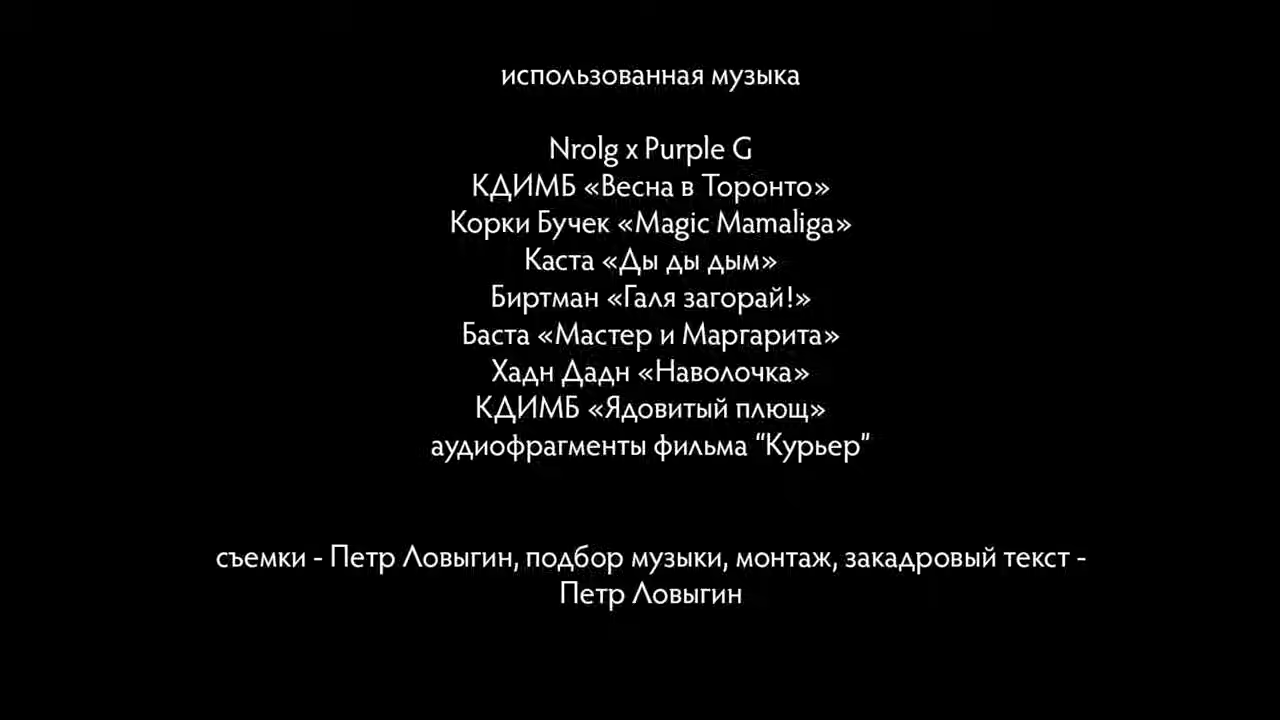 использованная музыка
Nrolg x Purple G
КДИМБ «Весна в Торонто»
Корки Бучек «Magic Mamaliga»
Каста «Ды ды дым»
Биртман «Галя загорай!»
Баста «Мастер и Маргарита»
Хадн Дадн «Наволочка»
КДИМБ «Ядовитый плющ»
аудиофрагменты фильма “Курьер”
съемки - Петр Ловыгин, подбор музыки, монтаж, закадровый текст -
Петр Ловыгин